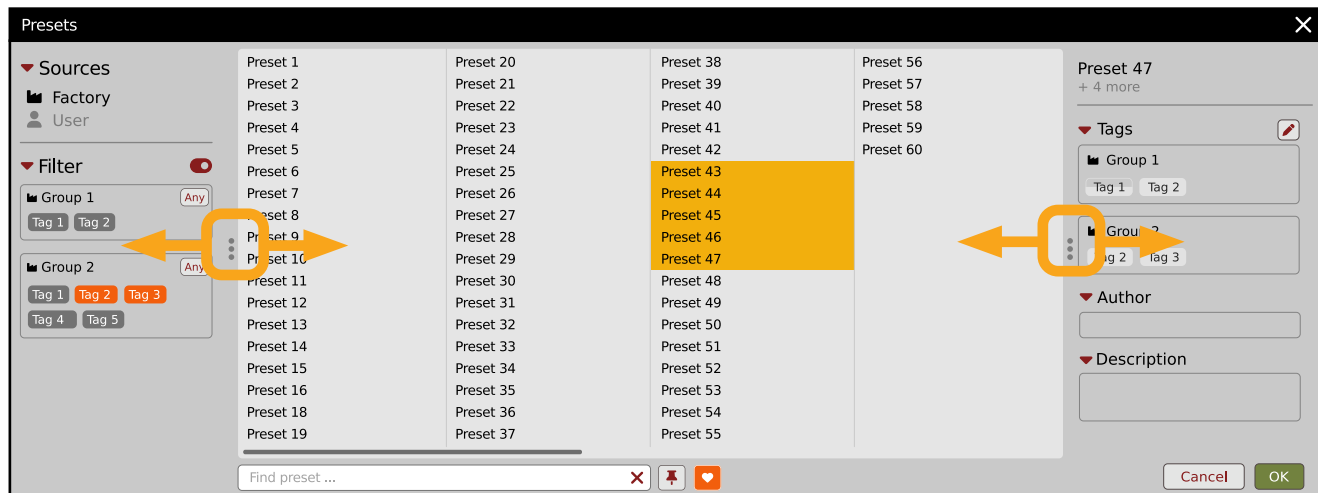 Presets
Sources
Factory
User
Filter
Group 1
Any
Tag 1
Tag 2
Group 2
Any
Tag 1
Tag 2
Tag 3
Tag 4
Tag 5
Preset 1
Preset 2
Preset 3
Preset 4
Preset 5
Preset 6
Preset 7
Preset 8
Preset 9
Preset 10
Preset 11
Preset 12
Preset 13
Preset 14
Preset 15
Preset 16
Preset 18
Preset 19
Preset 20
Preset 21
Preset 22
Preset 23
Preset 24
Preset 25
Preset 26
Preset 27
Preset 28
Preset 29
Preset 30
Preset 31
Preset 32
Preset 33
Preset 34
Preset 35
Preset 36
Preset 37
Preset 38
Preset 39
Preset 40
Preset 41
Preset 42
Preset 43
Preset 44
Preset 45
Preset 46
Preset 47
Preset 48
Preset 49
Preset 50
Preset 51
Preset 52
Preset 53
Preset 54
Preset 55
Preset 56
Preset 57
Preset 58
Preset 59
Preset 60
Find preset ...
Preset 47
+ 4 more
Tags
Group 1
Tag 1
Tag 2
Group 2
Tag 2
Tag 3
Author
Description
Cancel
OK